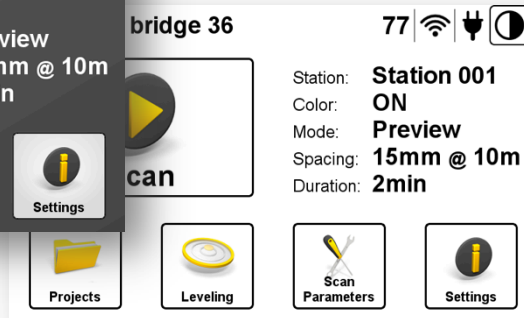 view
mm @ 10m
n
Settings
bridge 36
77
can
Station: Station 001
Color: ON
Mode: Preview
Spacing: 15mm @ 10m
Duration: 2min
Projects
Leveling
Scan
Parameters
Settings